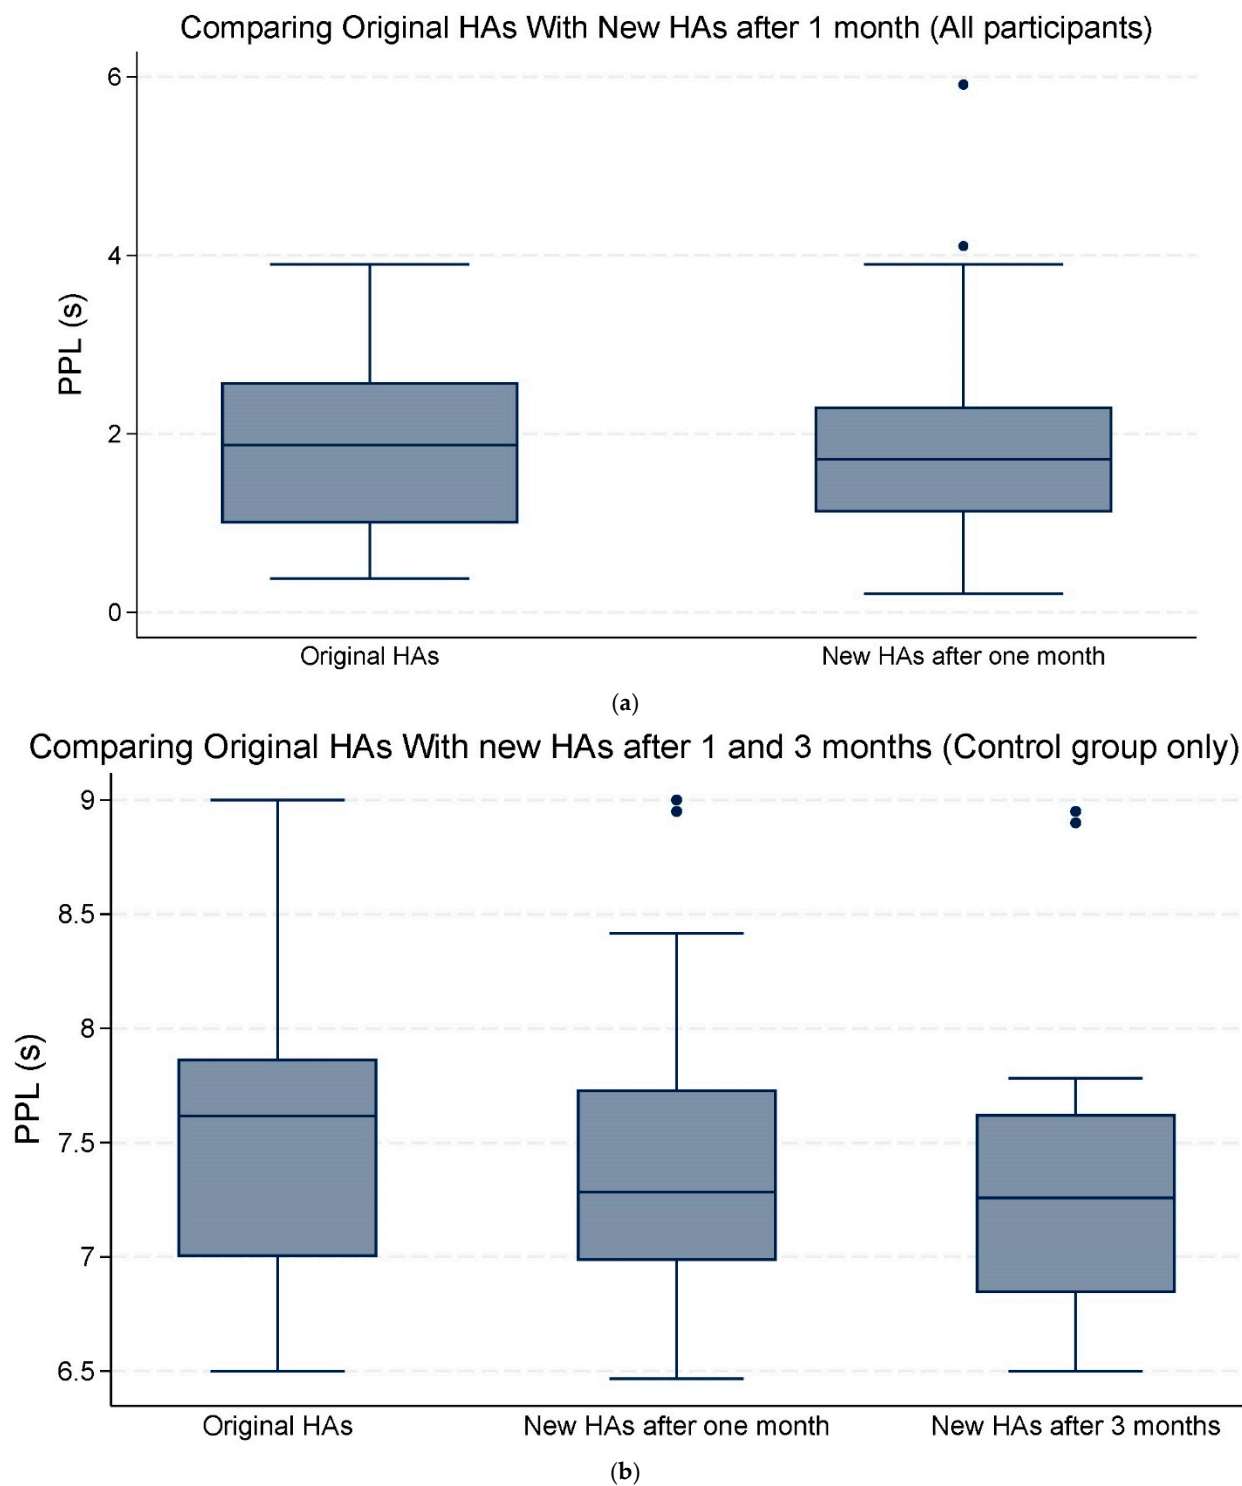 Comparing Original HAs With New HAs after 1 month (All participants)
6
4
2
0
PPL (s)
Original HAs
New HAs after one month
(a)
Comparing Original HAs With new HAs after 1 and 3 months (Control group only)
9
8.5
8
7.5
7
6.5
PPL (s)
Original HAs
New HAs after one month
New HAs after 3 months
(b)